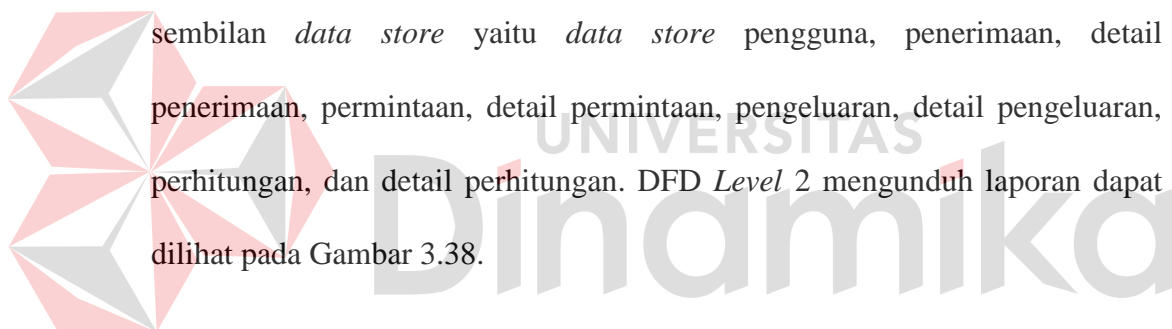 sembilan data store yaitu data store pengguna, penerimaan, detail
penerimaan, permintaan, detail permintaan, pengeluaran, detail pengeluaran,
UNIVERSITAS
perhitungan, dan detail perhitungan. DFD Level 2 mengunduh laporan dapat
Dinamika
dilihat pada Gambar 3.38.